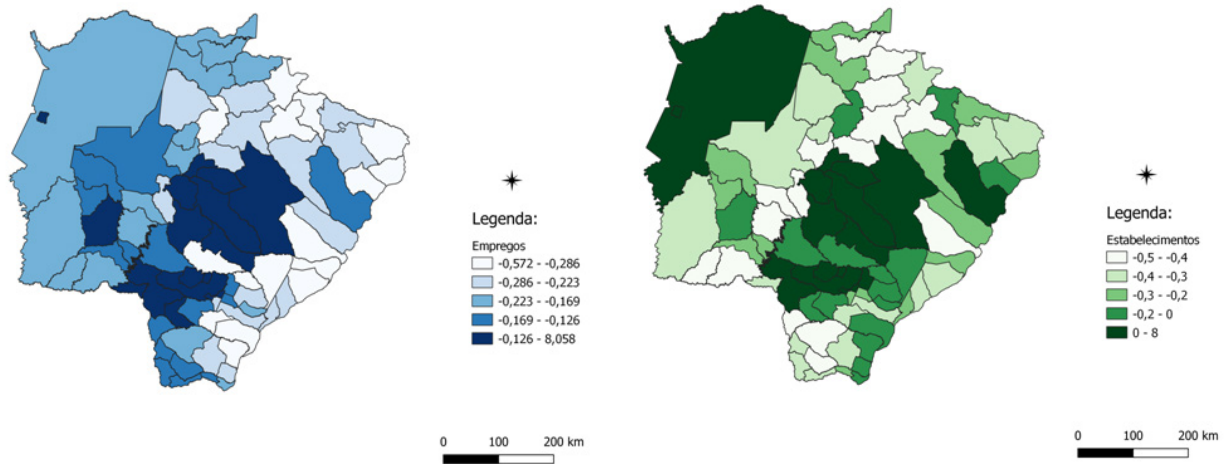 Legenda:
Empregos
-0,572 - -0,286
-0,286 - -0,223
-0,223 - -0,169
-0,169 - -0,126
-0,126 - 8,058
0 100 200 km
Legenda:
Estabelecimentos
-0,5 - -0,4
-0,4 - -0,3
-0,3 - -0,2
-0,2 - 0
0 - 8
0 100 200 km